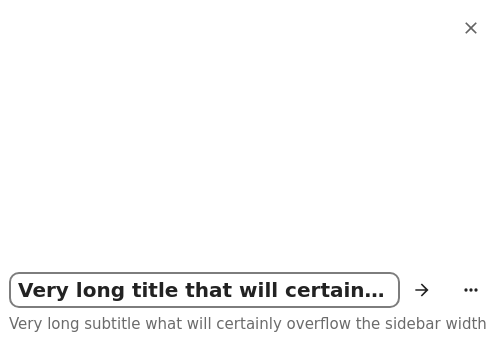 Very long title that will certain…
Very long subtitle what will certainly overflow the sidebar width